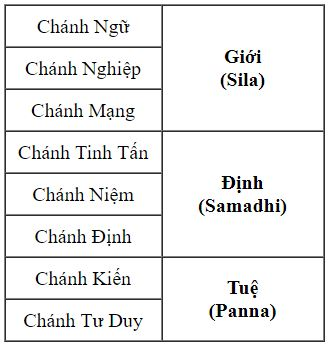 Chánh Ngữ
Chánh Nghiệp
Chánh Mạng
Giới
(Sila)
Chánh Tinh Tấn
Chánh Niệm
Chánh Định
Định
(Samadhi)
Chánh Kiến
Chánh Tư Duy
Tuệ
(Panna)